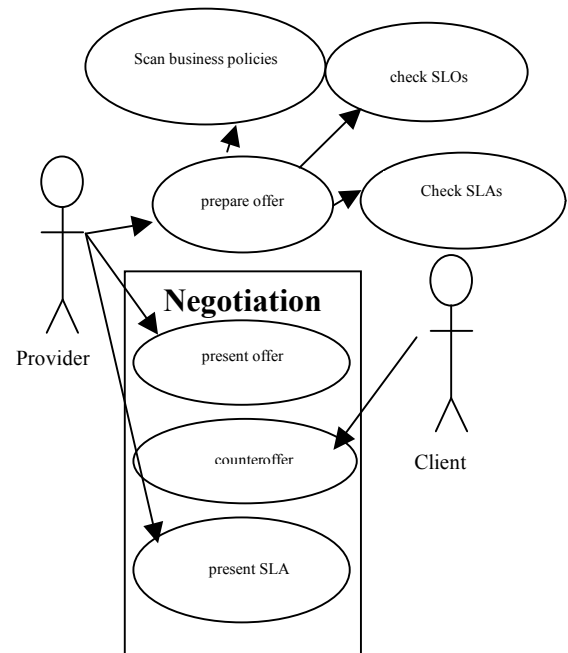 Scan business policies
check SLOs
prepare offer
Check SLAs
Negotiation
present offer
Provider
counteroffer
Client
present SLA